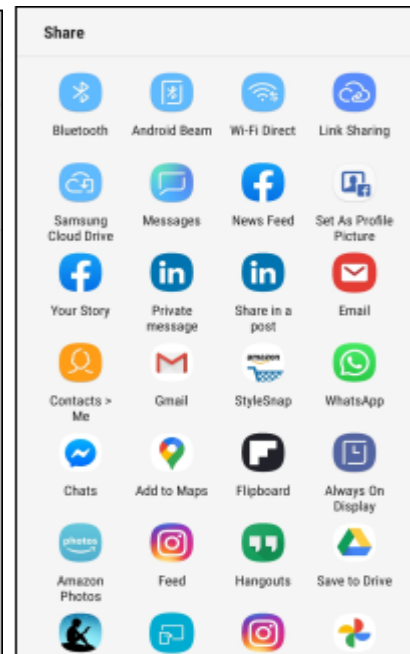 Share
Bluetooth Android Beam Wi-Fi Direct Link Sharing
Samsung Cloud Drive
Messages
News Feed
Set As Profile Picture
Your Story
Private message
Share in a post
Email
Contacts > Me
Gmail
amazon
StyleSnap
WhatsApp
Chats
Add to Maps
Flipboard
Always On Display
photos
Amazon Photos
Feed
Hangouts
Save to Drive